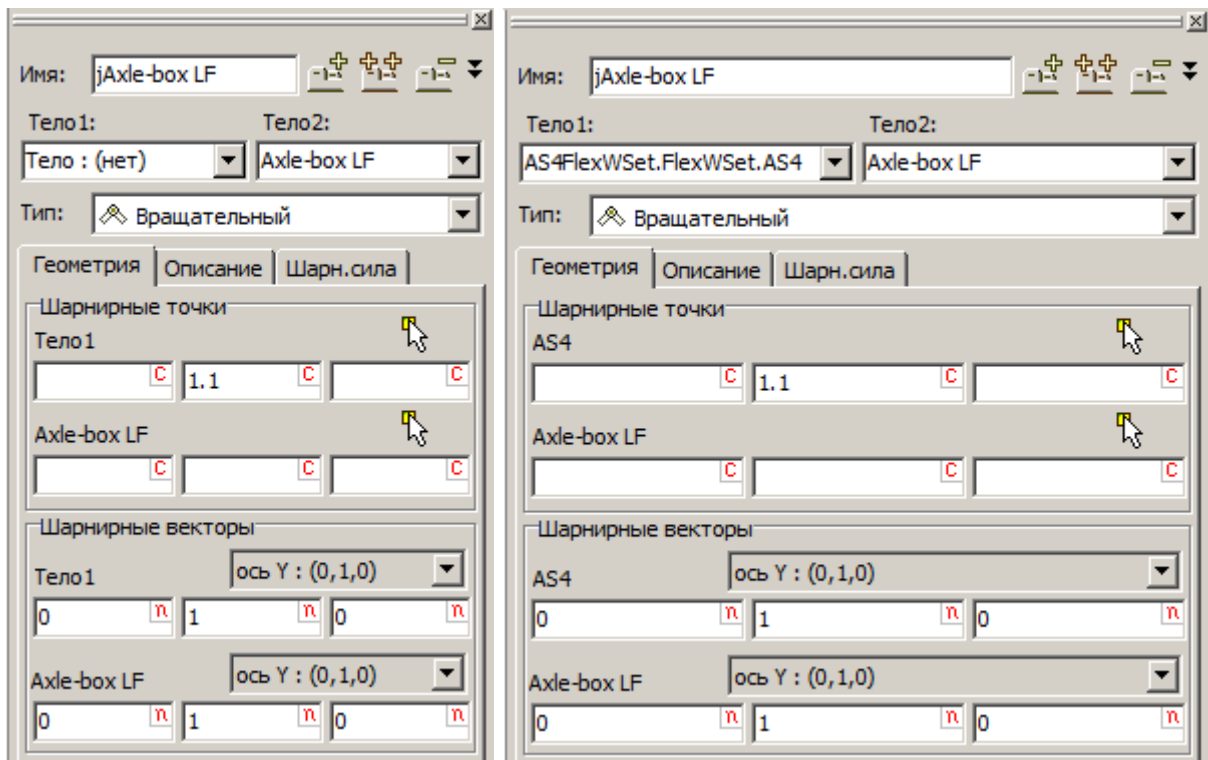 Имя: jAxle-box LF
Тело1: Тело2:
Тело : (нет) Axle-box LF
Тип: Вращательный
Геометрия Описание Шарн.сила
Шарнирные точки
Тело1
C 1.1 C C
Axle-box LF
C C C
Шарнирные векторы
Тело1 ось Y : (0,1,0)
0 n 1 n 0 n
Axle-box LF ось Y : (0,1,0)
0 n 1 n 0 n
Имя: jAxle-box LF
Тело1: Тело2:
AS4FlexWSet.FlexWSet.AS4 Axle-box LF
Тип: Вращательный
Геометрия Описание Шарн.сила
Шарнирные точки
AS4
C 1.1 C C
Axle-box LF
C C C
Шарнирные векторы
AS4 ось Y : (0,1,0)
0 n 1 n 0 n
Axle-box LF ось Y : (0,1,0)
0 n 1 n 0 n